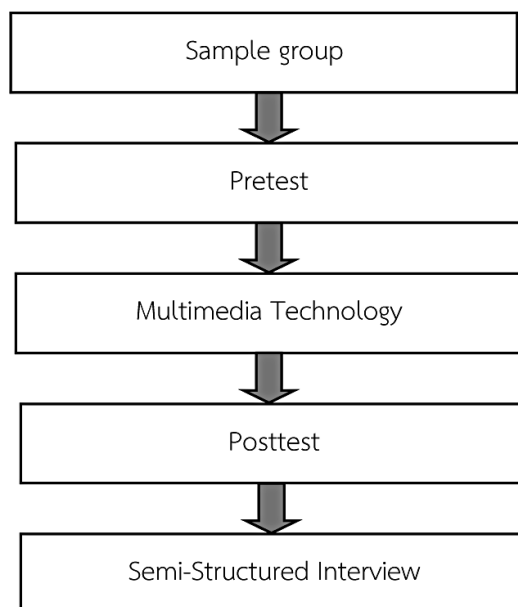 Sample group
Pretest
Multimedia Technology
Posttest
Semi-Structured Interview